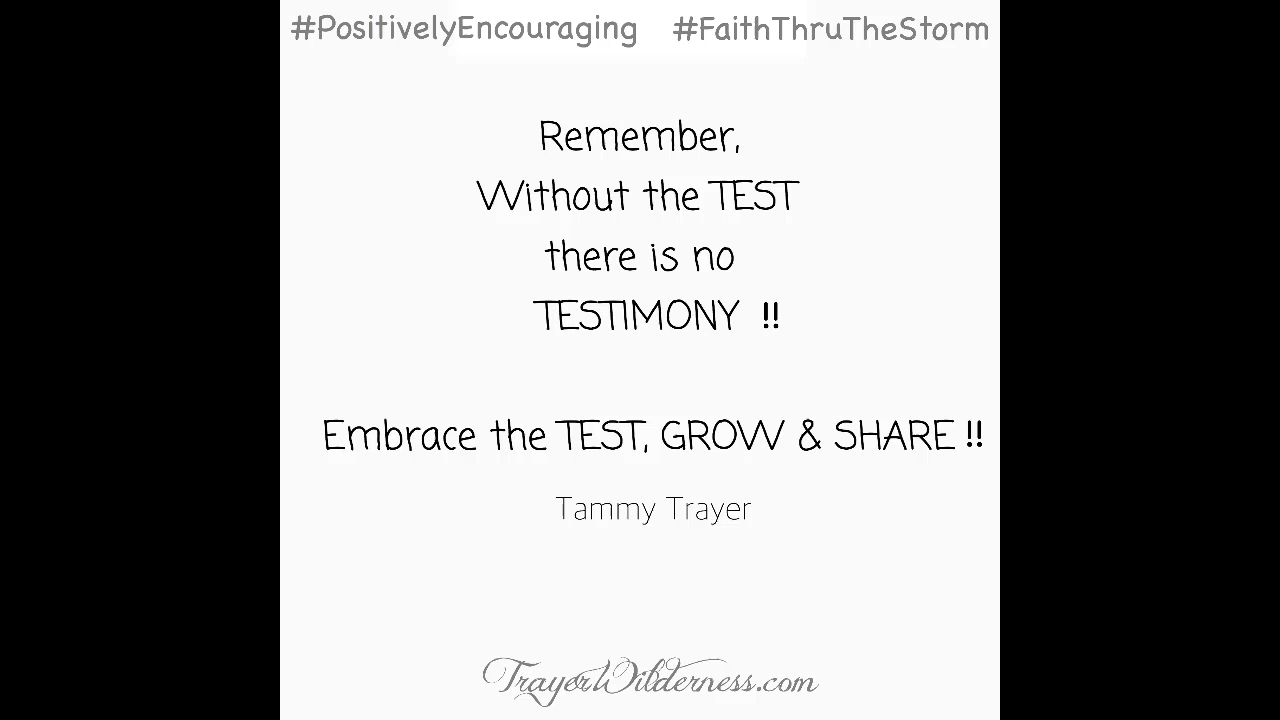 #PositivelyEncouraging #FaithThruTheStorm
Remember,
Without the TEST
there is no
TESTIMONY !!
Embrace the TEST, GROW & SHARE !!
Tammy Trayer
TrayerWilderness.com